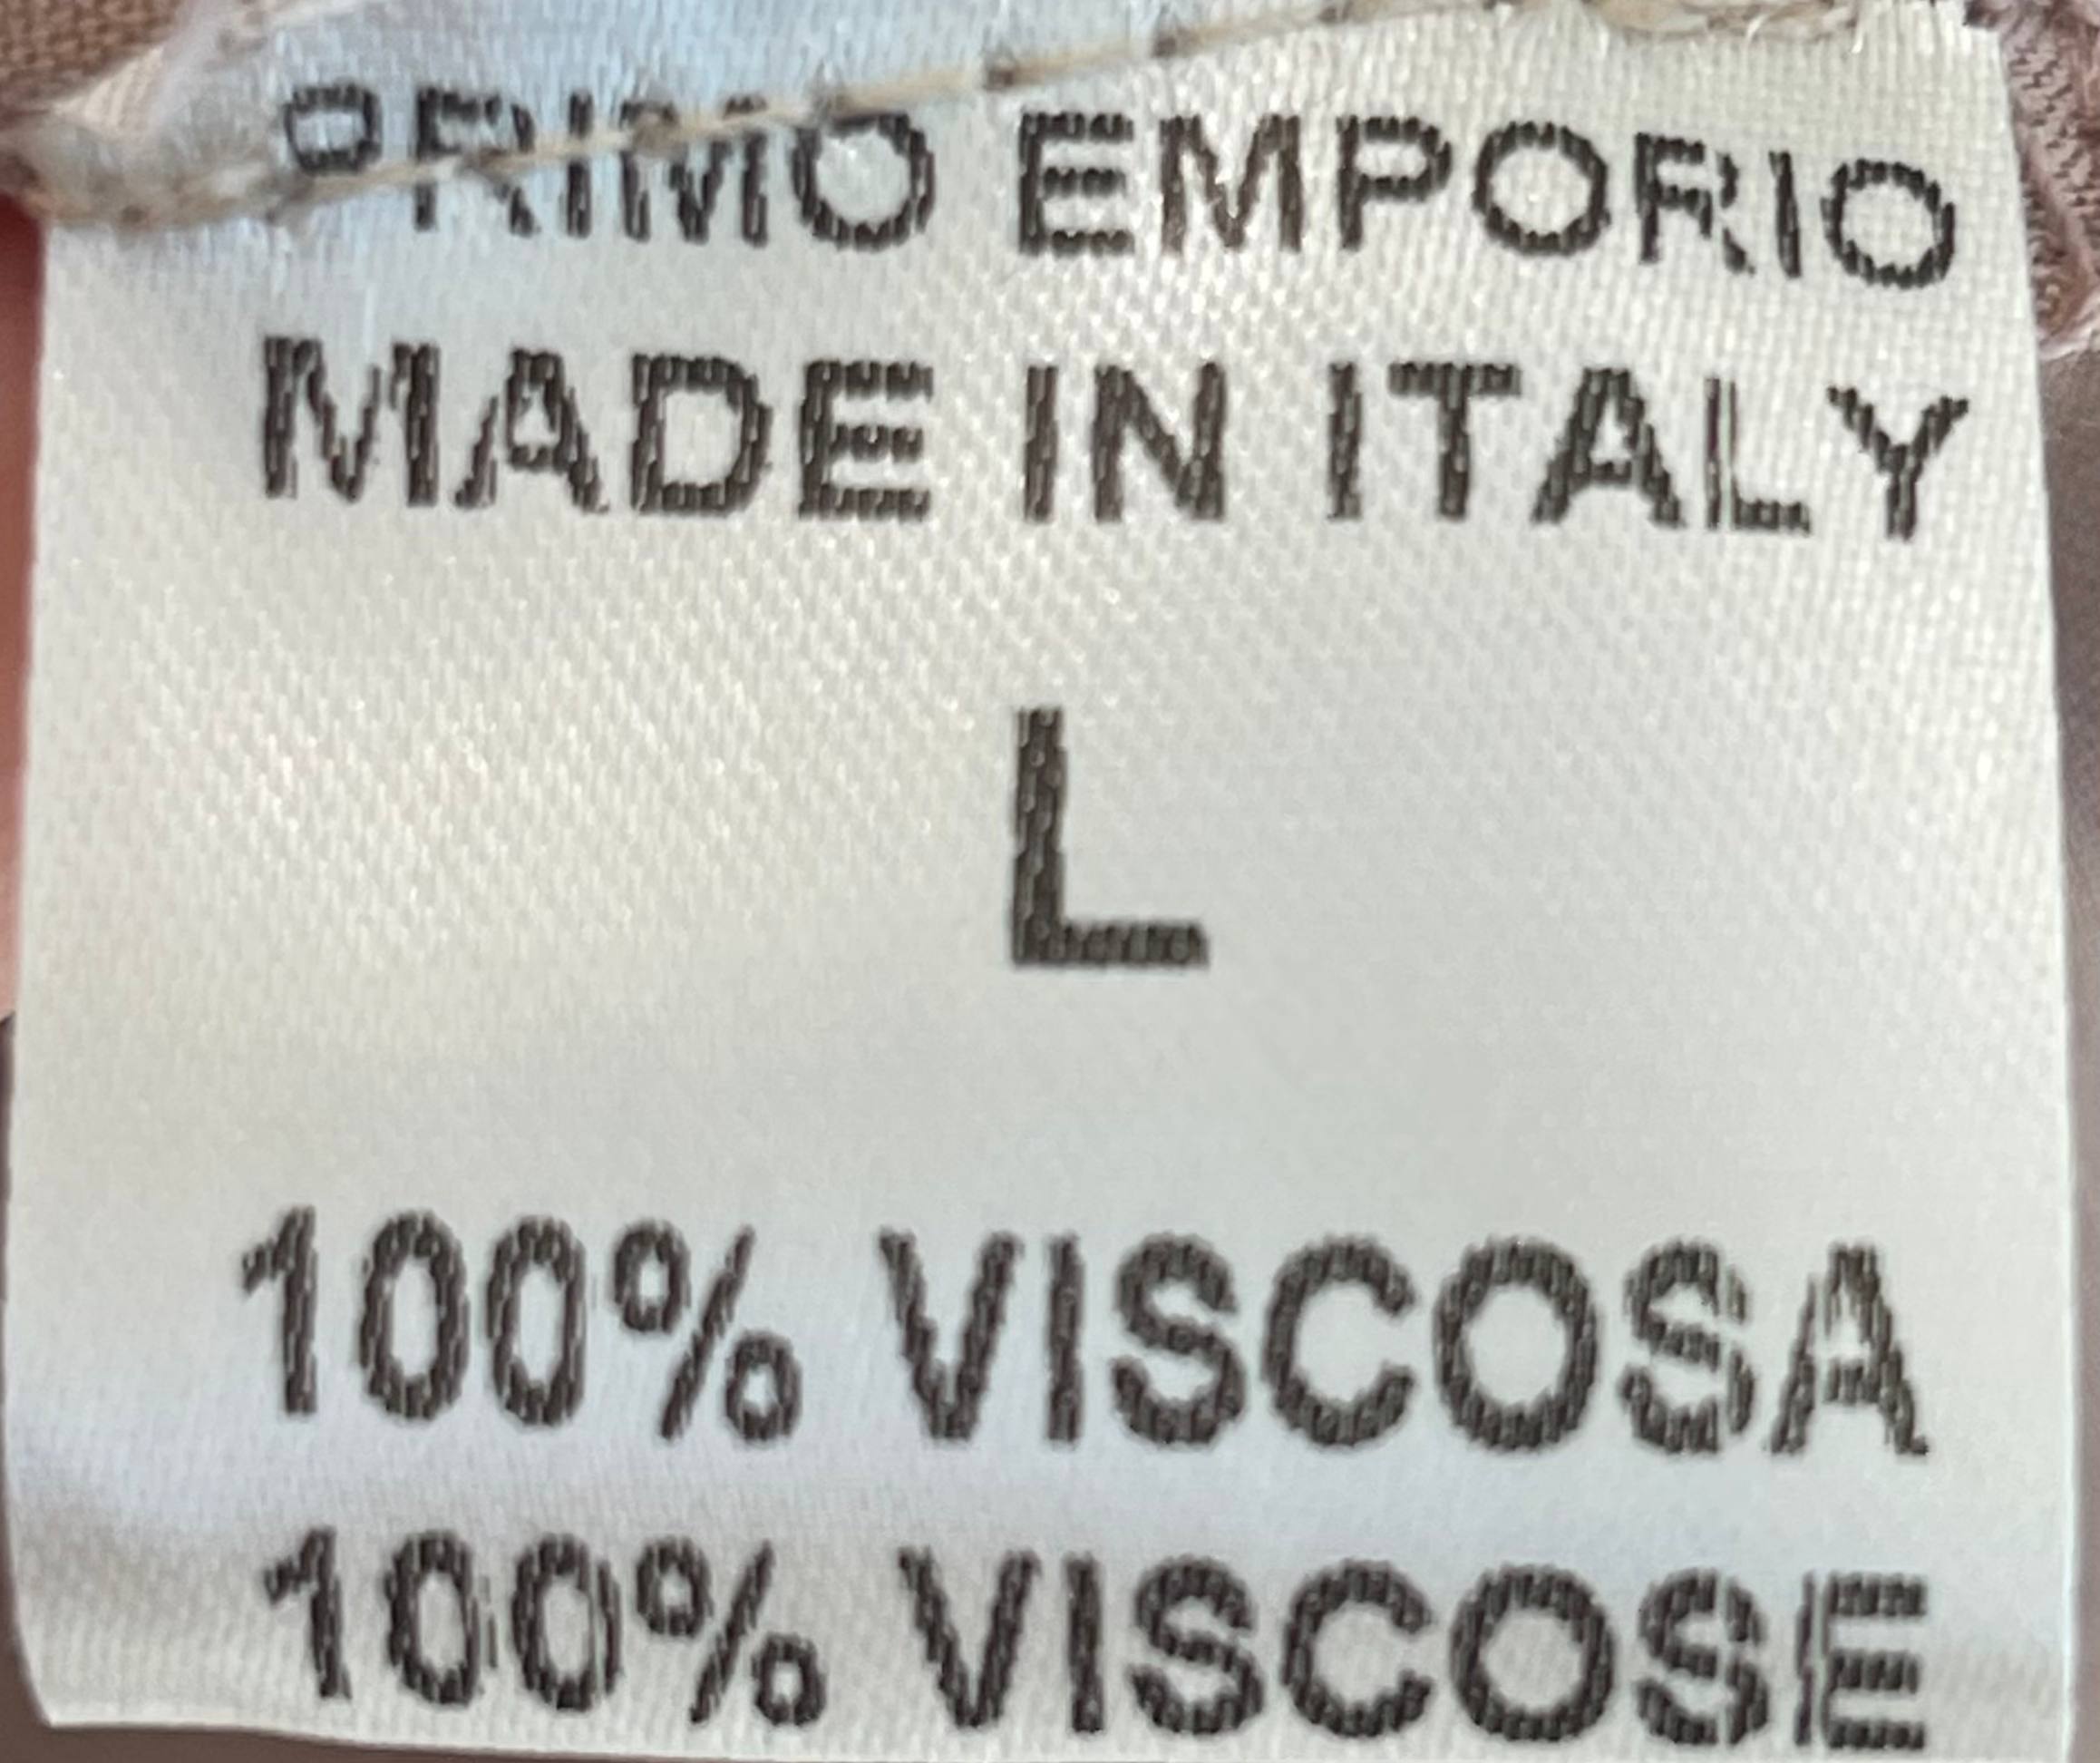 PRIMO EMPORIO
MADE IN ITALY
L
100% VISCOSA
100% VISCOSE